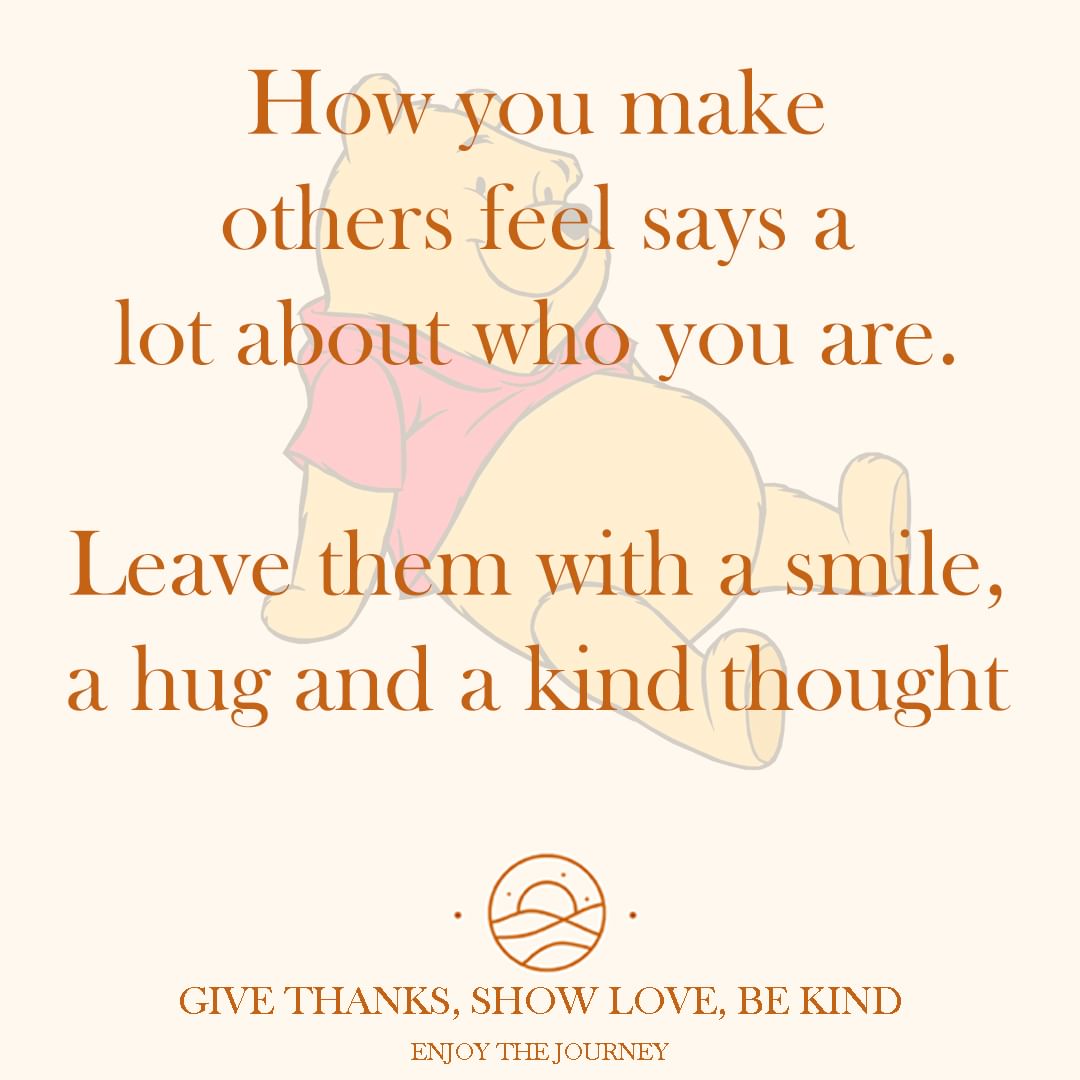 How you make
others feel says a
lot about who you are.
Leave them with a smile,
a hug and a kind thought
GIVE THANKS, SHOW LOVE, BE KIND
ENJOY THE JOURNEY